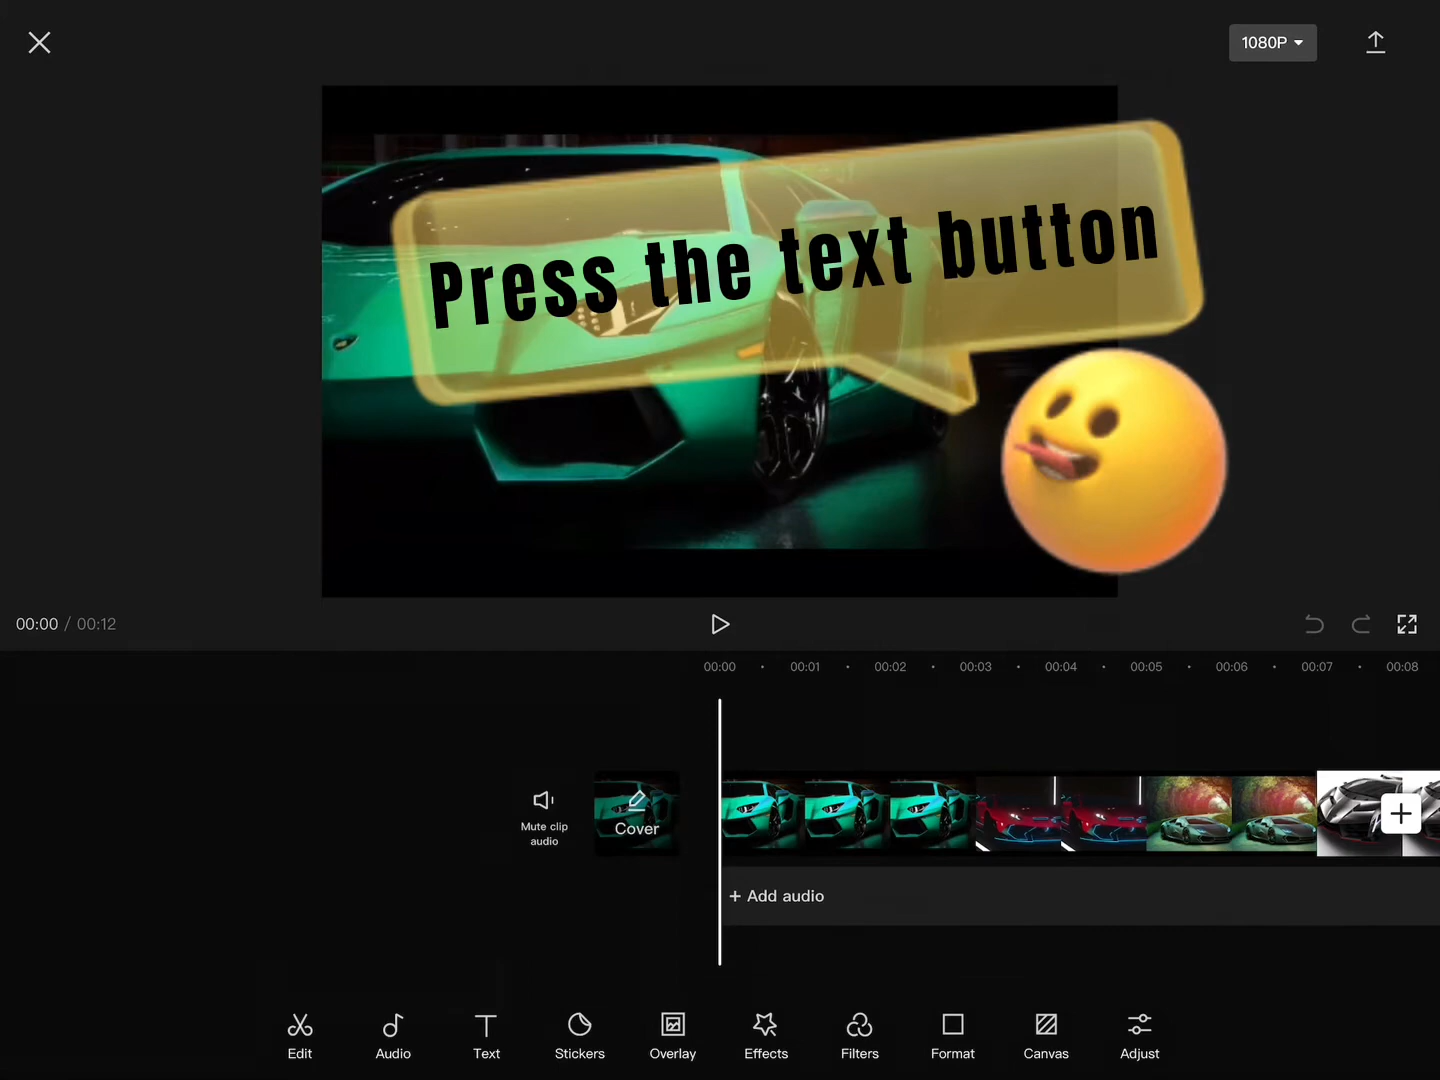 1080P
Press the text button
00:00 / 00:12
00:00 00:01 00:02 00:03 00:04 00:05 00:06 00:07 00:08
Mute clip
audio
Cover
+ Add audio
Edit Audio Text Stickers Overlay Effects Filters Format Canvas Adjust